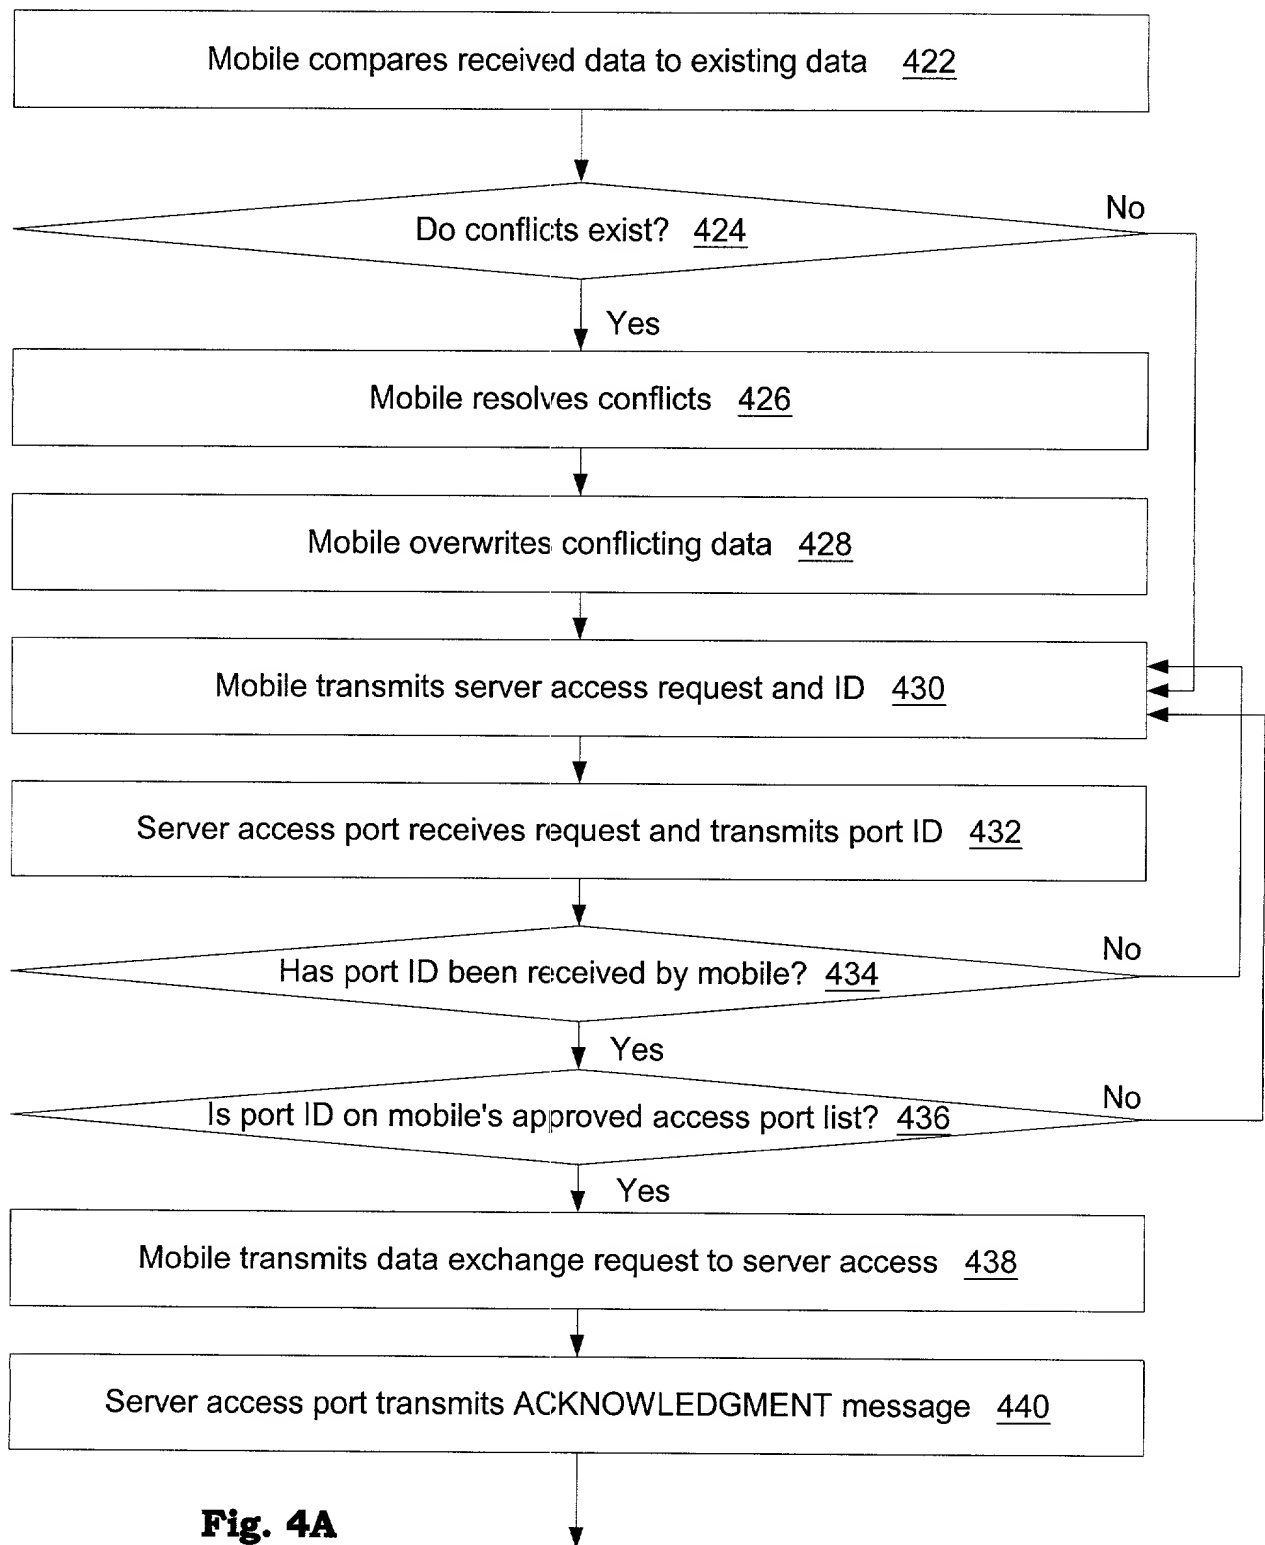 Mobile compares received data to existing data 422
Do conflicts exist? 424
No
Yes
Mobile resolves conflicts 426
Mobile overwrites conflicting data 428
Mobile transmits server access request and ID 430
Server access port receives request and transmits port ID 432
Has port ID been received by mobile? 434
No
Yes
Is port ID on mobile's approved access port list? 436
No
Yes
Mobile transmits data exchange request to server access 438
Server access port transmits ACKNOWLEDGMENT message 440
Fig. 4A